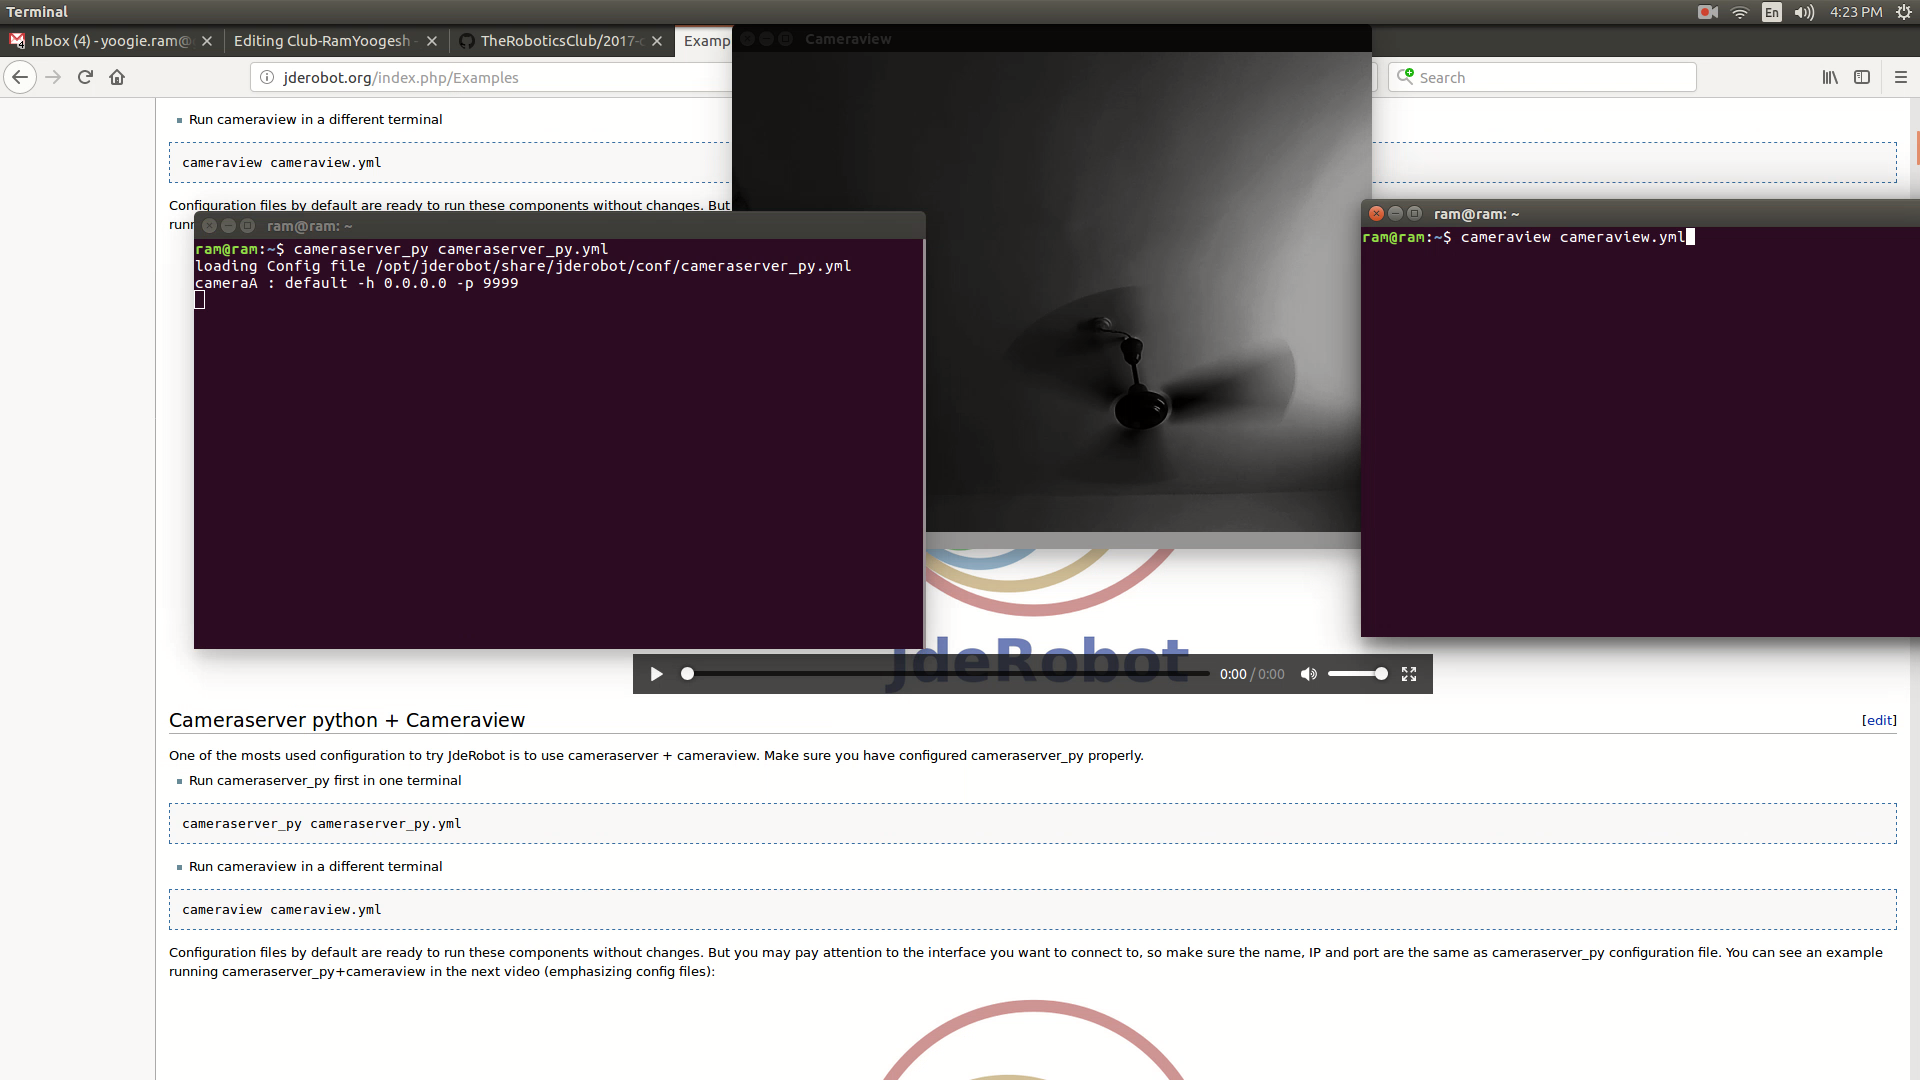 Terminal
En
4:23 PM
Inbox (4) - yoogie.ram@
Editing Club-RamYoogesh -
TheRoboticsClub/2017-
Examp
Cameraview
jderobot.org/index.php/Examples
Search
Run cameraview in a different terminal
cameraview cameraview.yml
Configuration files by default are ready to run these components without changes. But
ram@ram: ~
ram@ram:~$ cameraserver_py cameraserver_py.yml
loading Config file /opt/jderobot/share/jderobot/conf/cameraserver_py.yml
cameraA : default -h 0.0.0.0 -p 9999
ram@ram: ~
ram@ram:~$ cameraview cameraview.yml
JdeRobot
0:00 / 0:00
Cameraserver python + Cameraview
[edit]
One of the mosts used configuration to try JdeRobot is to use cameraserver + cameraview. Make sure you have configured cameraserver_py properly.
Run cameraserver_py first in one terminal
cameraserver_py cameraserver_py.yml
Run cameraview in a different terminal
cameraview cameraview.yml
Configuration files by default are ready to run these components without changes. But you may pay attention to the interface you want to connect to, so make sure the name, IP and port are the same as cameraserver_py configuration file. You can see an example
running cameraserver_py+cameraview in the next video (emphasizing config files):